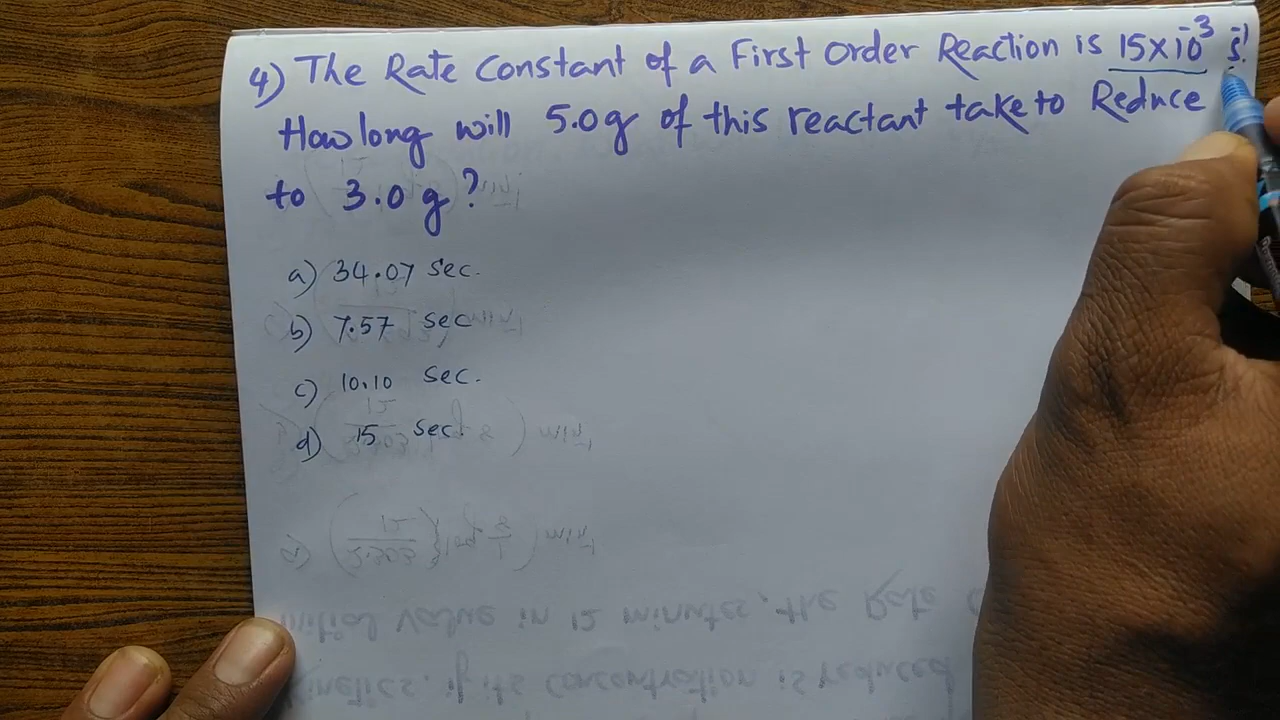 4) The Rate Constant of a First Order Reaction is 15×10⁻³ s⁻¹.
How long will 5.0g of this reactant take to Reduce
to 3.0 g?
a) 34.07 sec.
b) 7.57 sec
c) 10.10 sec.
d) 15 sec.